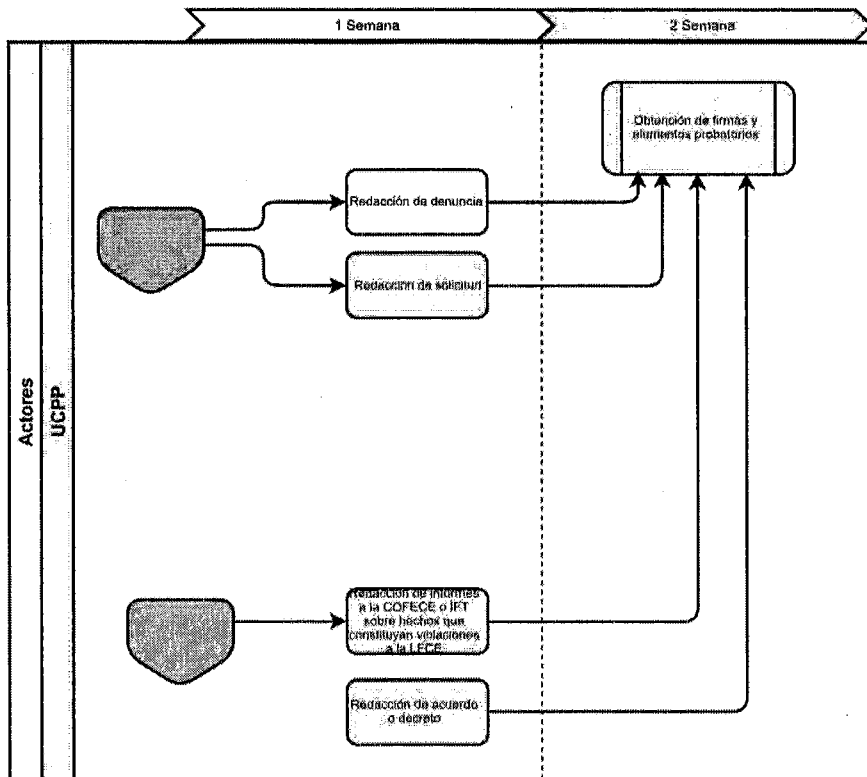 1 Semana
2 Semana
Actores
UCPP
Obtención de firmas y
elementos probatorios
Redacción de denuncia
Redacción de solicitud
Redacción de informes
a la COFECE o IFT
sobre hechos que
constituyan violaciones
a la LFCE
Redacción de acuerdo
o decreto